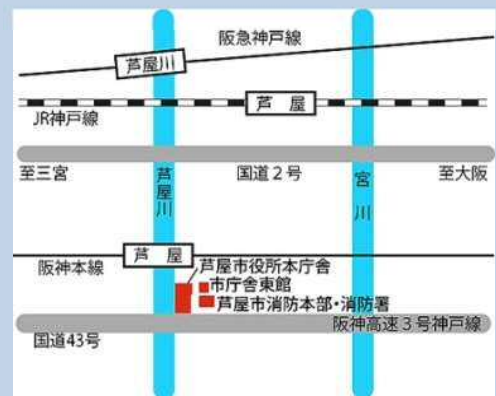 阪急神戸線
芦屋川
芦 屋
JR神戸線
至三宮
芦屋川
国道2号
宮川
至大阪
芦 屋
阪神本線
芦屋市役所本庁舎
市庁舎東館
芦屋市消防本部・消防署
阪神高速3号神戸線
国道43号